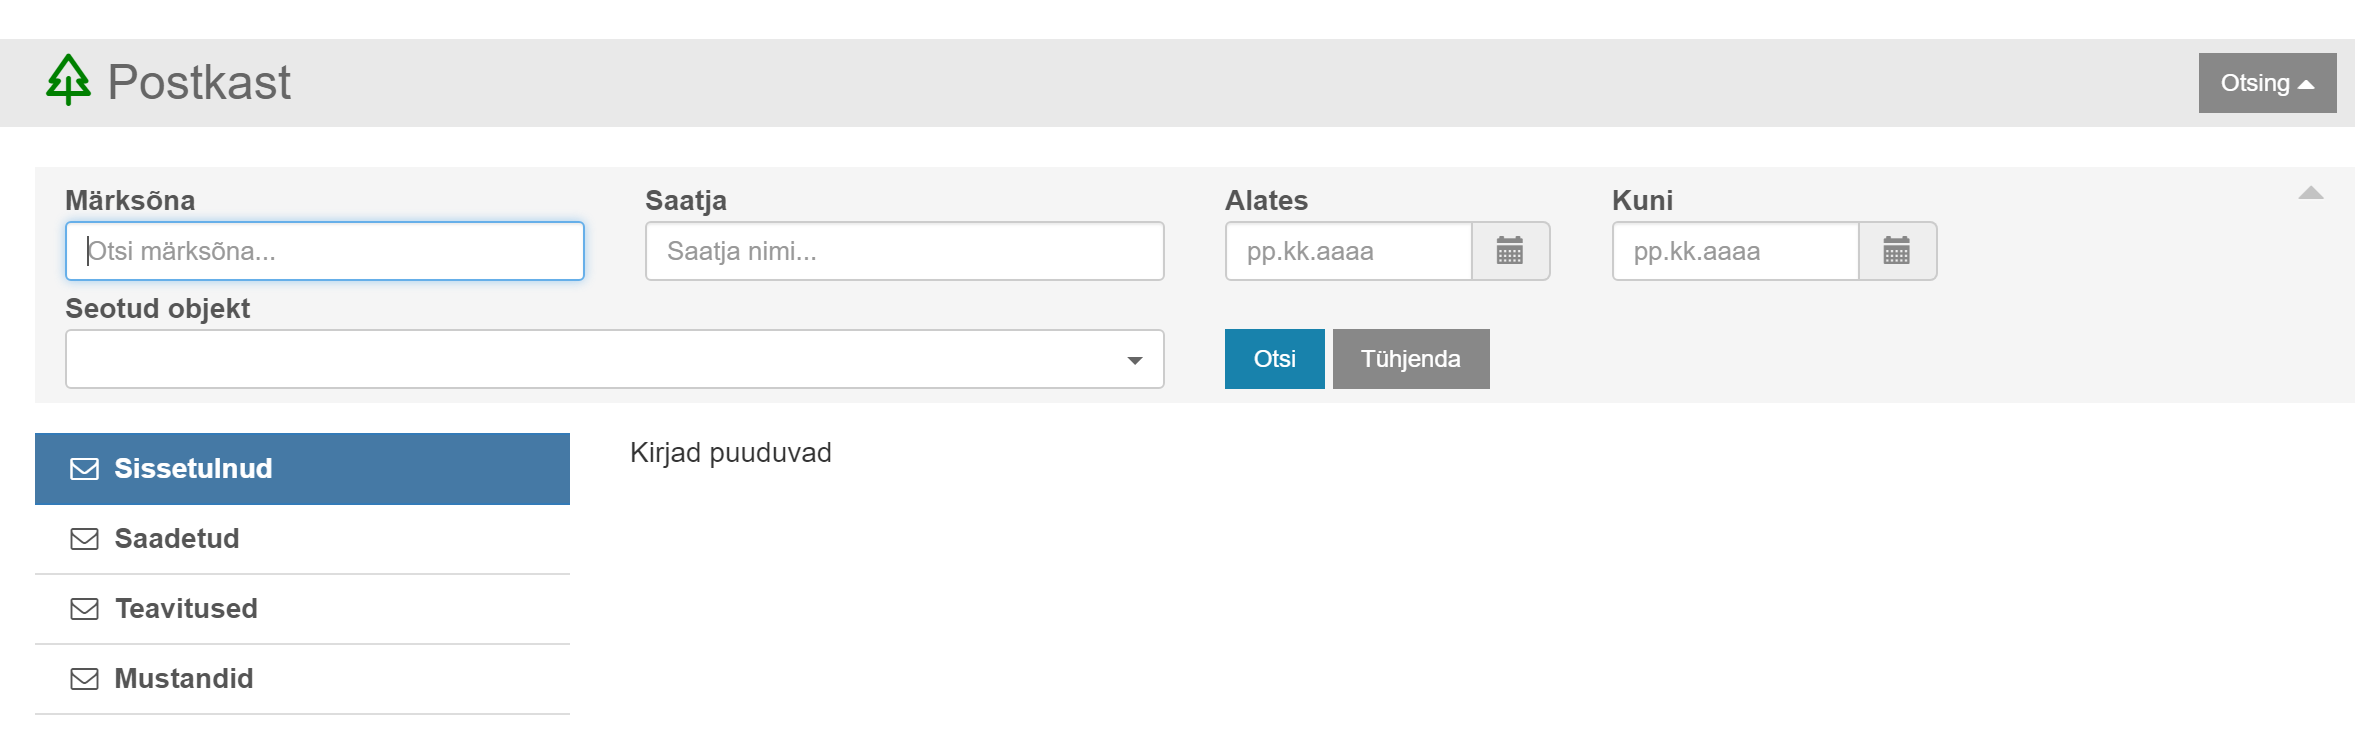 Postkast
Otsing
Märksõna
Saatja
Alates
Kuni
Otsi märksõna...
Saatja nimi...
pp.kk.aaaa
pp.kk.aaaa
Seotud objekt
Otsi
Tühjenda
Sissetulnud
Kirjad puuduvad
Saadetud
Teavitused
Mustandid